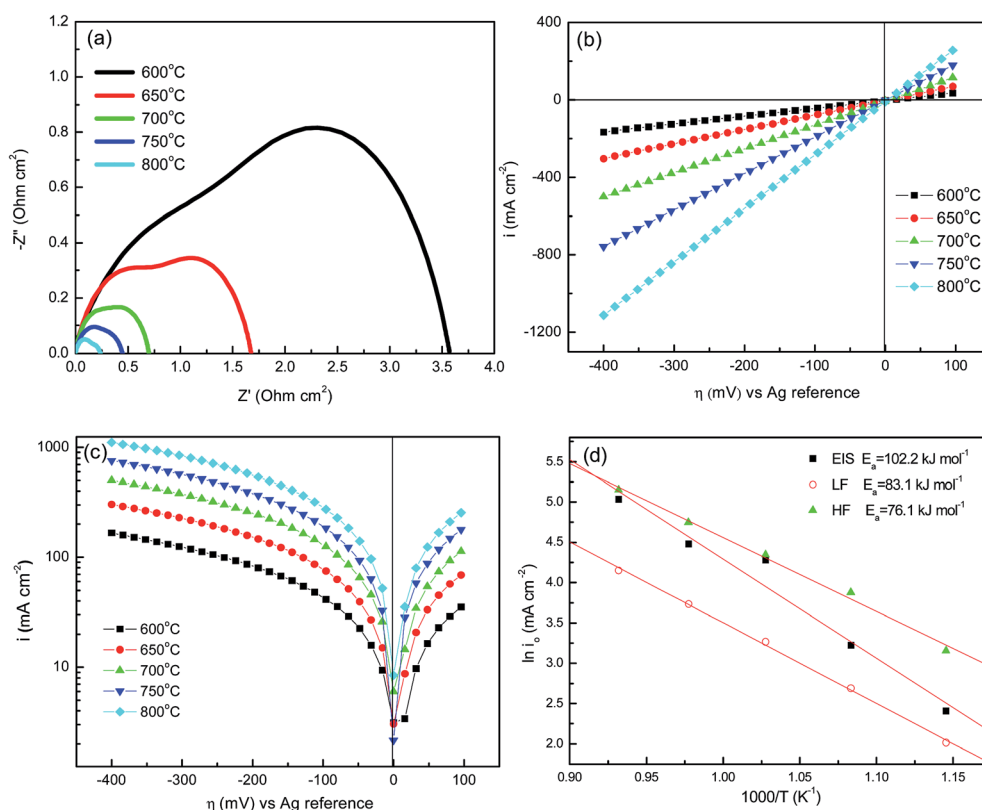 (a)
1.2
1.0
0.8
0.6
0.4
0.2
0.0
-Z'' (Ohm cm²)
600°C
650°C
700°C
750°C
800°C
0.0 0.5 1.0 1.5 2.0 2.5 3.0 3.5 4.0
Z' (Ohm cm²)
(b)
400
0
-400
-800
-1200
i (mA cm⁻²)
600°C
650°C
700°C
750°C
800°C
-400 -300 -200 -100 0 100
η (mV) vs Ag reference
(c)
1000
100
10
i (mA cm⁻²)
600°C
650°C
700°C
750°C
800°C
-400 -300 -200 -100 0 100
η (mV) vs Ag reference
(d)
5.5
5.0
4.5
4.0
3.5
3.0
2.5
2.0
ln iₒ (mA cm⁻²)
EIS Eₐ=102.2 kJ mol⁻¹
LF Eₐ=83.1 kJ mol⁻¹
HF Eₐ=76.1 kJ mol⁻¹
0.90 0.95 1.00 1.05 1.10 1.15
1000/T (K⁻¹)